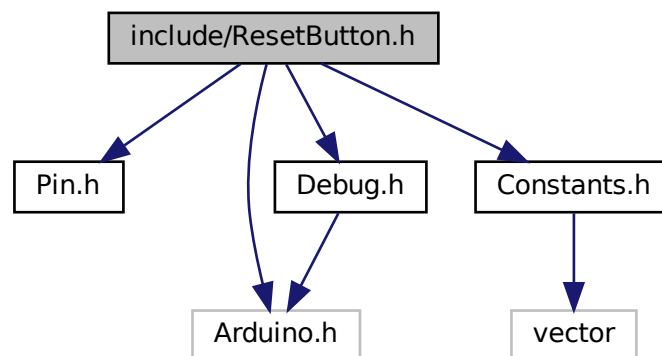 include/ResetButton.h
Pin.h
Debug.h
Constants.h
Arduino.h
vector